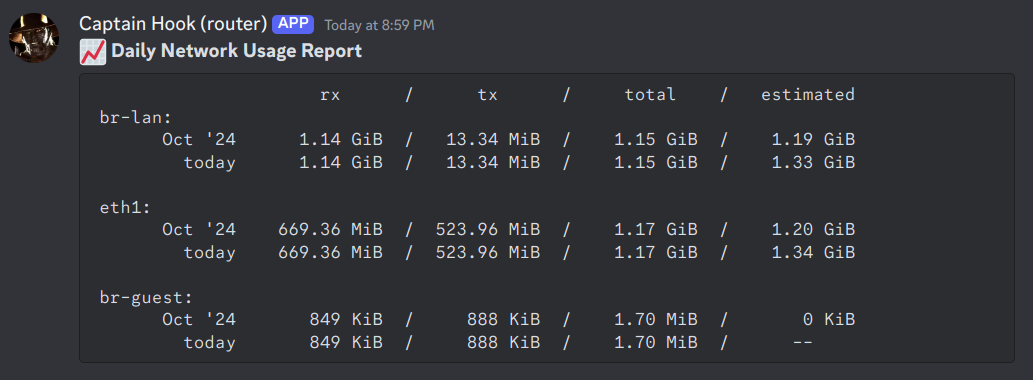 Captain Hook (router) APP Today at 8:59 PM
Daily Network Usage Report
rx / tx / total / estimated
br-lan:
Oct '24 1.14 GiB / 13.34 MiB / 1.15 GiB / 1.19 GiB
today 1.14 GiB / 13.34 MiB / 1.15 GiB / 1.33 GiB
eth1:
Oct '24 669.36 MiB / 523.96 MiB / 1.17 GiB / 1.20 GiB
today 669.36 MiB / 523.96 MiB / 1.17 GiB / 1.34 GiB
br-guest:
Oct '24 849 KiB / 888 KiB / 1.70 MiB / 0 KiB
today 849 KiB / 888 KiB / 1.70 MiB / --